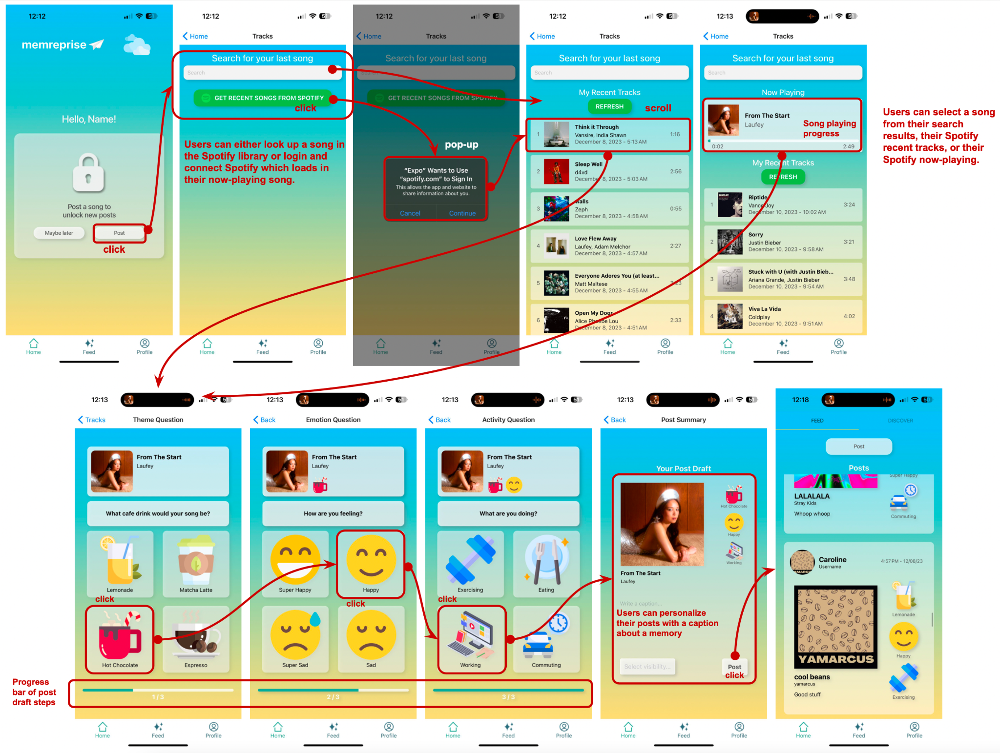 12:12
51
memreprise
Hello, Name!
Post a song to
unlock new posts
Maybe later
Post
click
Home
Feed
Profile
12:12
51
Home
Tracks
Search for your last song
Search
GET RECENT SONGS FROM SPOTIFY
click
Users can either look up a song in
the Spotify library or login and
connect Spotify which loads in
their now-playing song.
Home
Feed
Profile
12:12
51
Home
Tracks
Search for your last song
Search
GET RECENT SONGS FROM SPOTIFY
pop-up
“Expo” Wants to Use
“spotify.com” to Sign In
This allows the app and website to
share information about you.
Cancel
Continue
Home
Feed
Profile
12:12
51
Home
Tracks
Search for your last song
Search
My Recent Tracks
REFRESH
scroll
1
Think it Through
Vansire, India Shawn
December 8, 2023 - 5:13 AM
1:16
2
Sleep Well
d4vd
December 8, 2023 - 5:03 AM
2:56
3
walls
Zeph
December 8, 2023 - 4:58 AM
0:55
4
Love Flew Away
Laufey, Adam Melchor
December 8, 2023 - 4:57 AM
2:27
5
Everyone Adores You (at least...
Matt Maltese
December 8, 2023 - 4:55 AM
3:23
6
Open My Door
Alice Phoebe Lou
December 8, 2023 - 4:51 AM
2:33
Home
Feed
Profile
12:13
51
Home
Tracks
Search for your last song
Search
Now Playing
From The Start
Laufey
Song playing
progress
0:02
2:49
My Recent Tracks
REFRESH
1
Riptide
Vance Joy
December 10, 2023 - 10:02 AM
3:24
2
Sorry
Justin Bieber
December 10, 2023 - 9:58 AM
3:21
3
Stuck with U (with Justin Bieb...
Ariana Grande, Justin Bieber
December 10, 2023 - 9:54 AM
3:48
4
Viva La Vida
Coldplay
December 10, 2023 - 9:51 AM
4:02
Home
Feed
Profile
Users can select a song
from their search
results, their Spotify
recent tracks, or their
Spotify now-playing.
12:13
51
Tracks
Theme Question
From The Start
Laufey
What cafe drink would your song be?
Lemonade
Matcha Latte
click
Hot Chocolate
Espresso
Progress
bar of post
draft steps
1 / 3
Home
Feed
Profile
12:13
51
Back
Emotion Question
From The Start
Laufey
How are you feeling?
Super Happy
Happy
click
Super Sad
Sad
2 / 3
Home
Feed
Profile
12:13
51
Back
Activity Question
From The Start
Laufey
What are you doing?
Exercising
Eating
click
Working
Commuting
3 / 3
Home
Feed
Profile
12:13
51
Back
Post Summary
Your Post Draft
Hot Chocolate
Happy
Working
From The Start
Laufey
Write a caption...
Users can personalize
their posts with a caption
about a memory
Select visibility...
Post
click
Home
Feed
Profile
12:18
50
FEED
DISCOVER
Post
Posts
Super Happy
LALALALA
Stray Kids
Whoop whoop
Commuting
Caroline
Username
4:57 PM • 12/08/23
YAMARCUS
Lemonade
Happy
YAMARCUS
cool beans
yamarcus
Good stuff
Exercising
Home
Feed
Profile